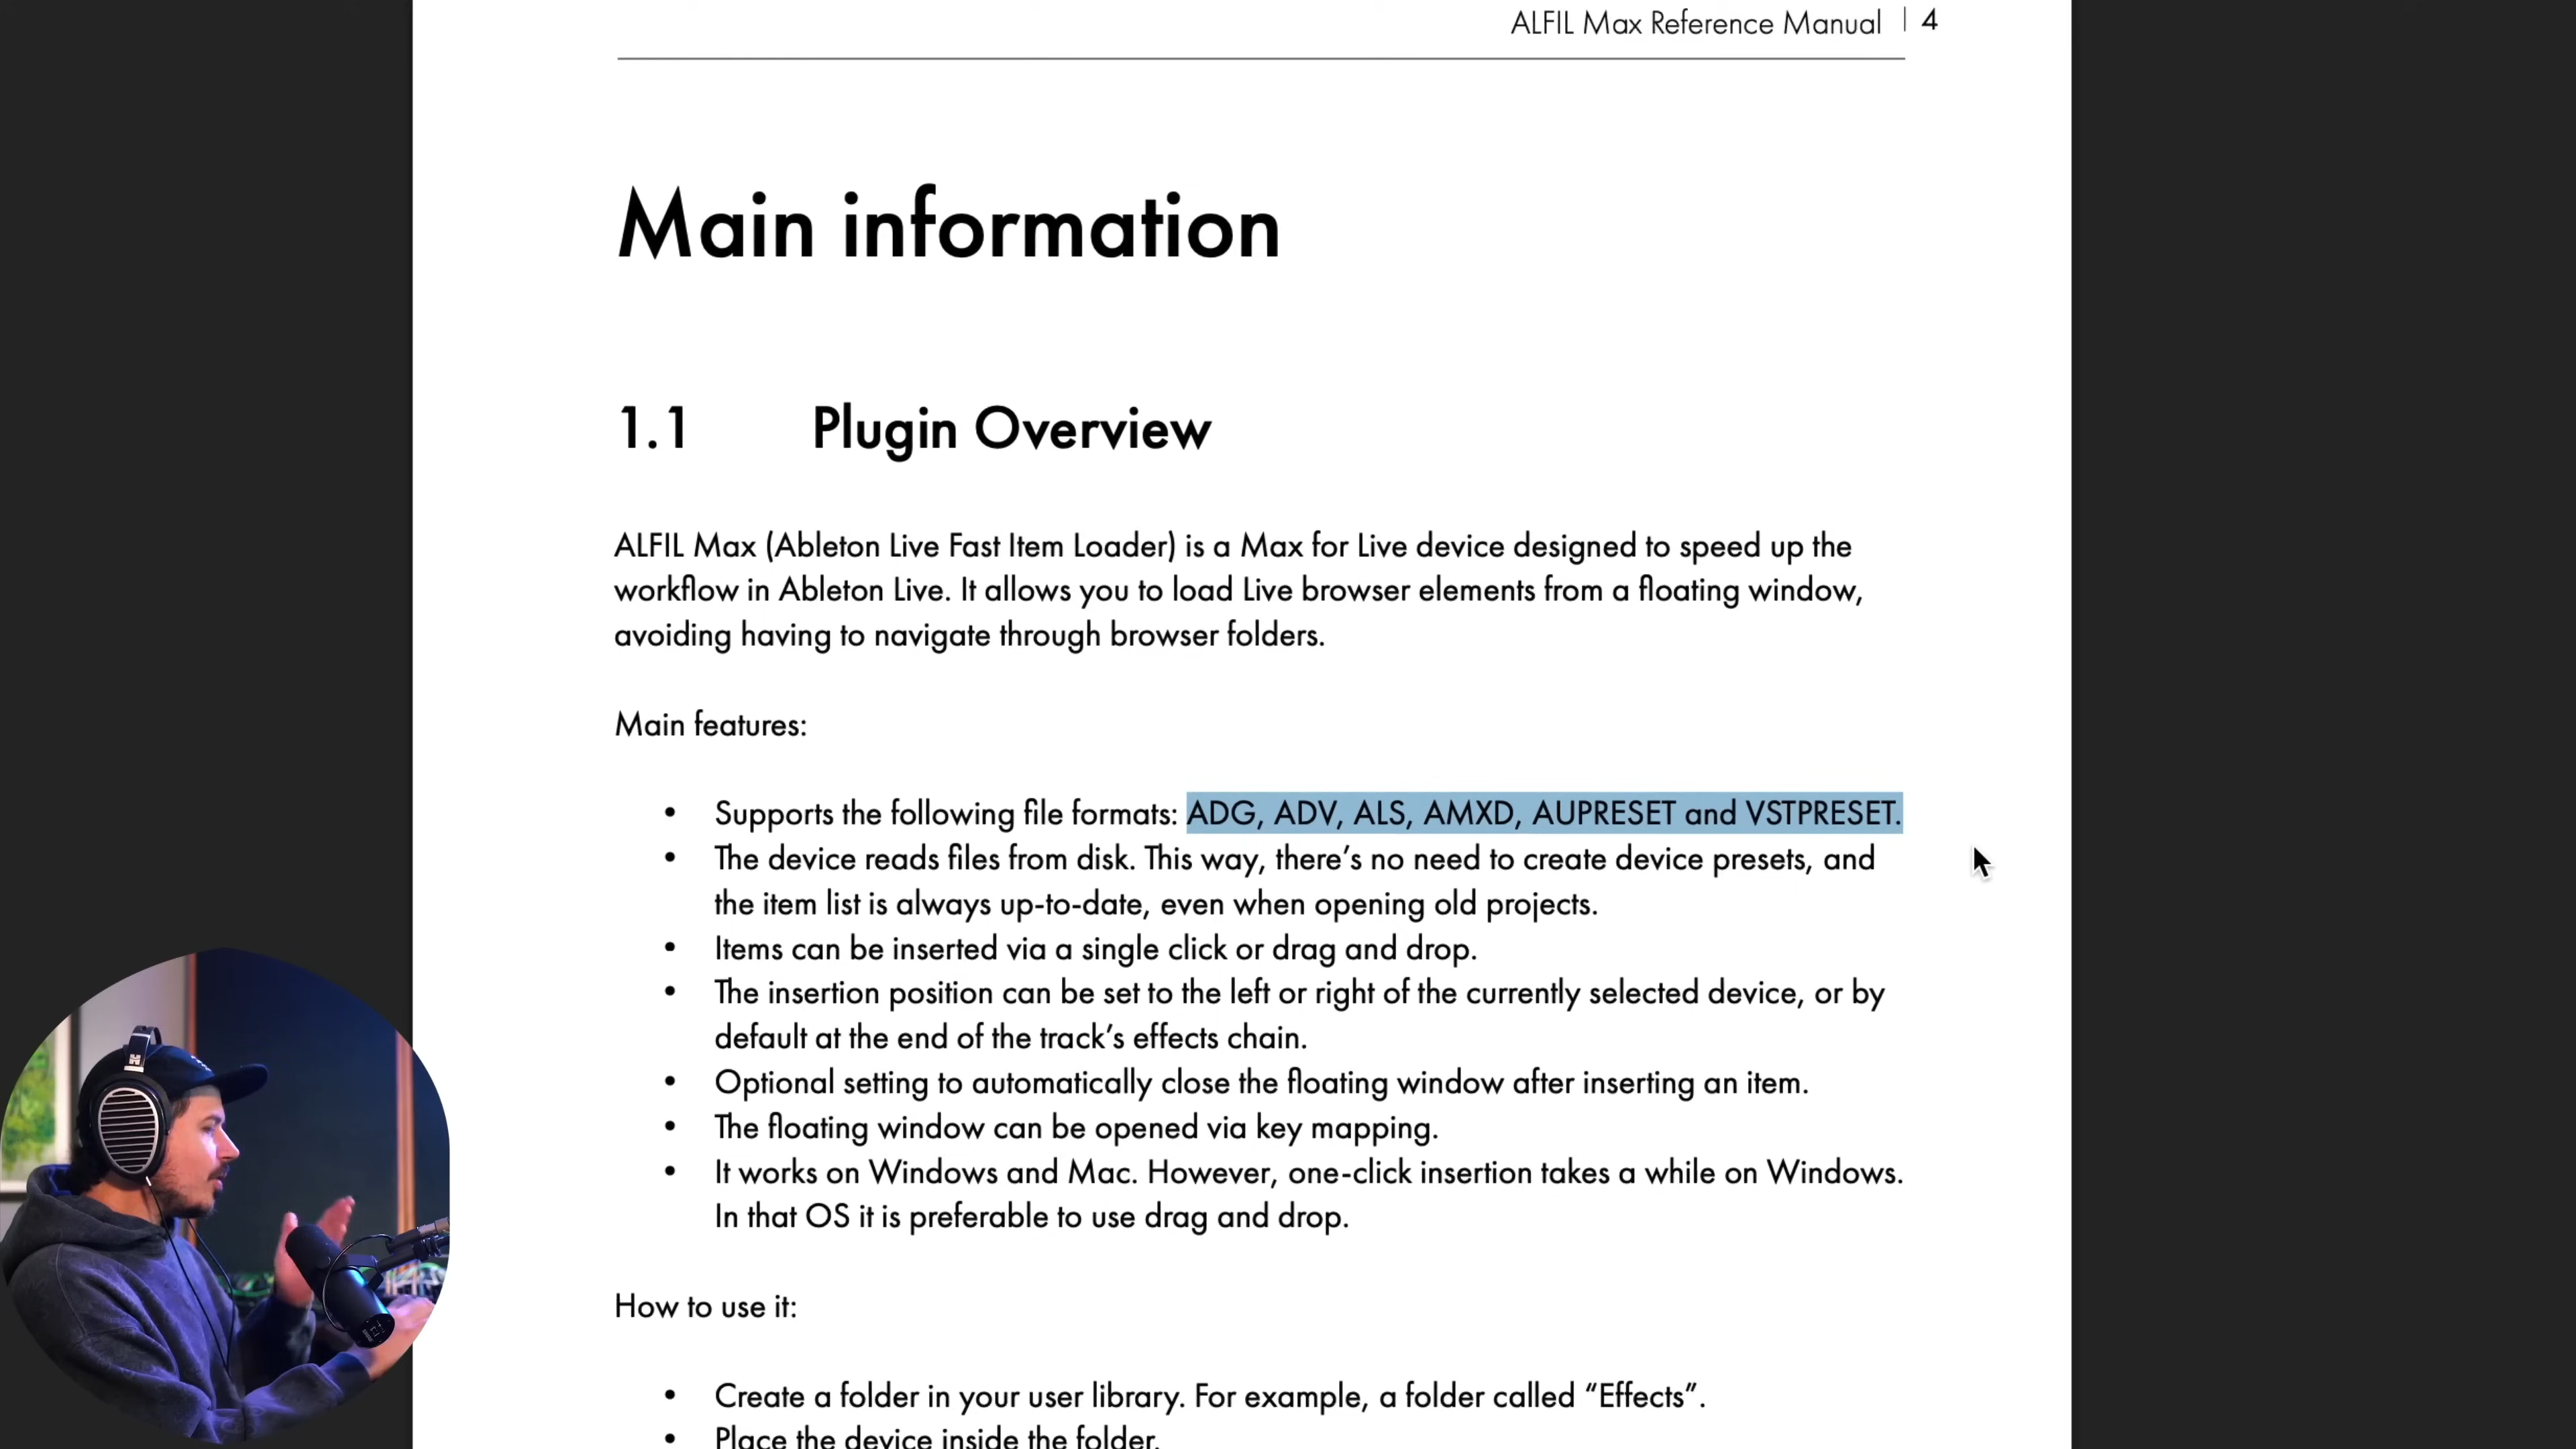 ALFIL Max Reference Manual | 4
Main information
1.1 Plugin Overview
ALFIL Max (Ableton Live Fast Item Loader) is a Max for Live device designed to speed up the
workflow in Ableton Live. It allows you to load Live browser elements from a floating window,
avoiding having to navigate through browser folders.
Main features:
• Supports the following file formats: ADG, ADV, ALS, AMXD, AUPRESET and VSTPRESET.
• The device reads files from disk. This way, there’s no need to create device presets, and
the item list is always up-to-date, even when opening old projects.
• Items can be inserted via a single click or drag and drop.
• The insertion position can be set to the left or right of the currently selected device, or by
default at the end of the track’s effects chain.
• Optional setting to automatically close the floating window after inserting an item.
• The floating window can be opened via key mapping.
• It works on Windows and Mac. However, one-click insertion takes a while on Windows.
In that OS it is preferable to use drag and drop.
How to use it:
• Create a folder in your user library. For example, a folder called “Effects”.
• Place the device inside the folder.